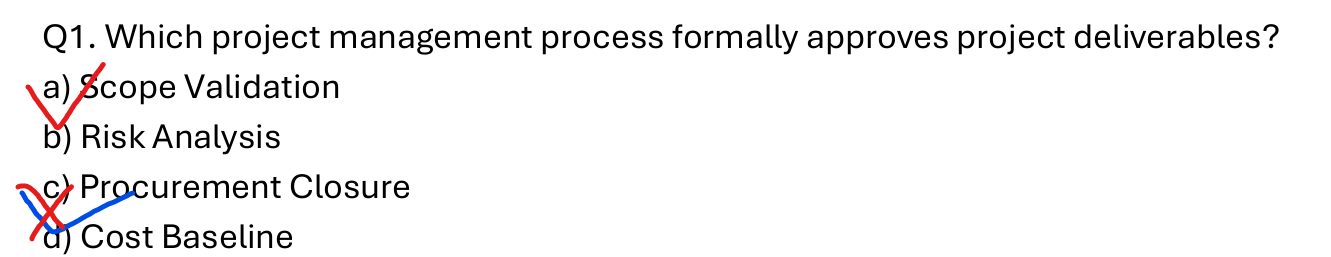 Q1. Which project management process formally approves project deliverables?
a) Scope Validation
b) Risk Analysis
c) Procurement Closure
d) Cost Baseline